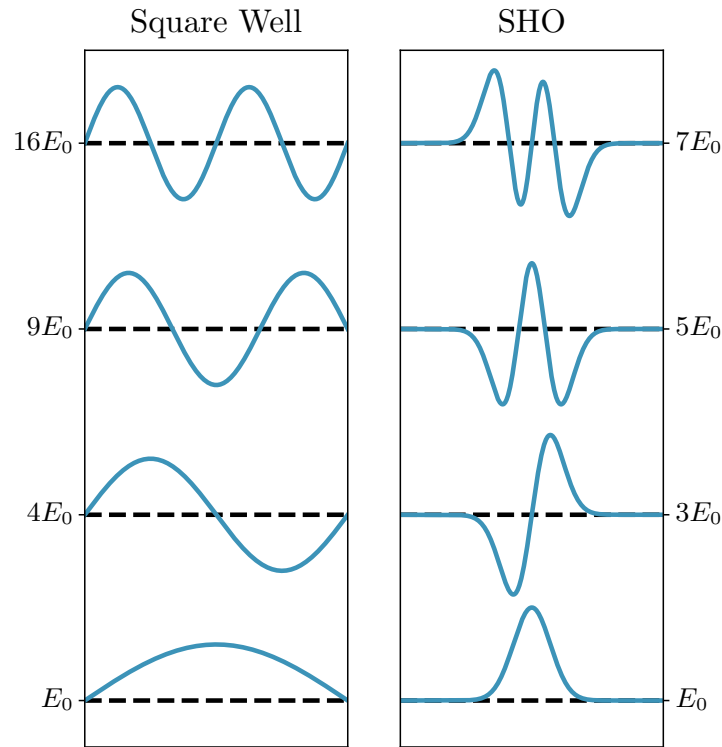 Square Well
SHO
16E₀
7E₀
9E₀
5E₀
4E₀
3E₀
E₀
E₀